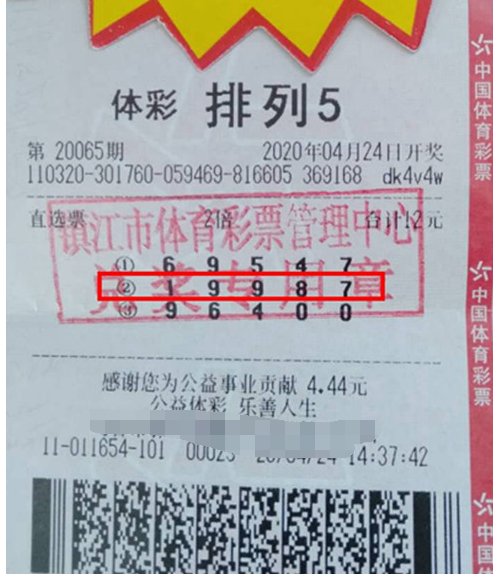 体彩 排列5
第 20065期 2020年04月24日开奖
110320-301760-059469-816605 369168 dk4v4w
直选票 2倍 合计12元
镇江市体育彩票管理中心
兑奖专用章
① 6 9 5 4 7
② 1 9 9 8 7
③ 9 6 4 0 0
感谢您为公益事业贡献 4.44元
公益体彩 乐善人生
11-011654-101 00023 20/04/24 14:37:42
中国体育彩票
中国体育彩票
中国体